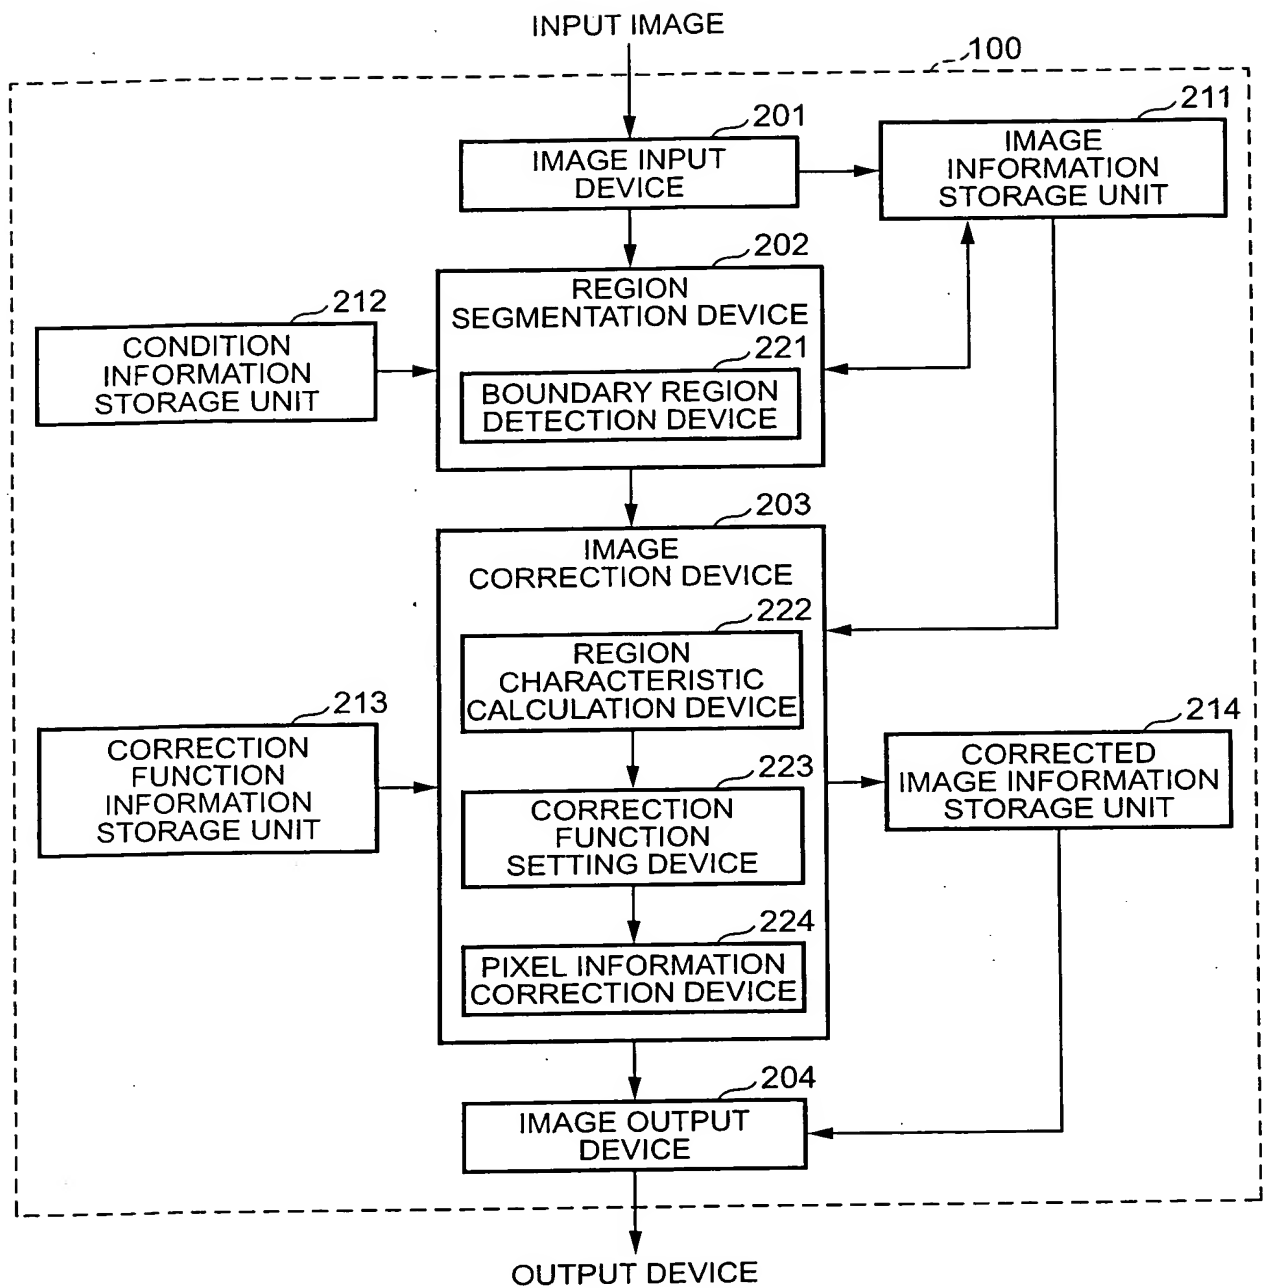 INPUT IMAGE
100
201
IMAGE INPUT
DEVICE
211
IMAGE
INFORMATION
STORAGE UNIT
202
REGION
SEGMENTATION DEVICE
212
CONDITION
INFORMATION
STORAGE UNIT
221
BOUNDARY REGION
DETECTION DEVICE
203
IMAGE
CORRECTION DEVICE
222
REGION
CHARACTERISTIC
CALCULATION DEVICE
213
CORRECTION
FUNCTION
INFORMATION
STORAGE UNIT
223
CORRECTION
FUNCTION
SETTING DEVICE
214
CORRECTED
IMAGE INFORMATION
STORAGE UNIT
224
PIXEL INFORMATION
CORRECTION DEVICE
204
IMAGE OUTPUT
DEVICE
OUTPUT DEVICE